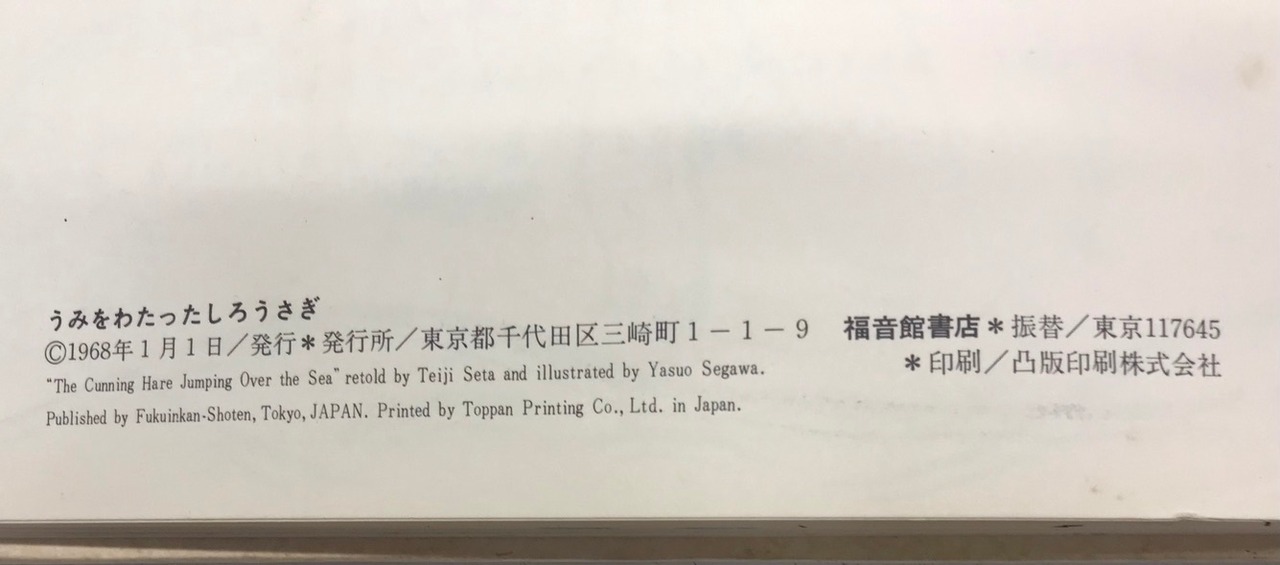 うみをわたったしろうさぎ
©1968年1月1日／発行＊発行所／東京都千代田区三崎町1－1－9 福音館書店＊振替／東京117645
＊印刷／凸版印刷株式会社
"The Cunning Hare Jumping Over the Sea" retold by Teiji Seta and illustrated by Yasuo Segawa.
Published by Fukuinkan-Shoten, Tokyo, JAPAN. Printed by Toppan Printing Co., Ltd. in Japan.